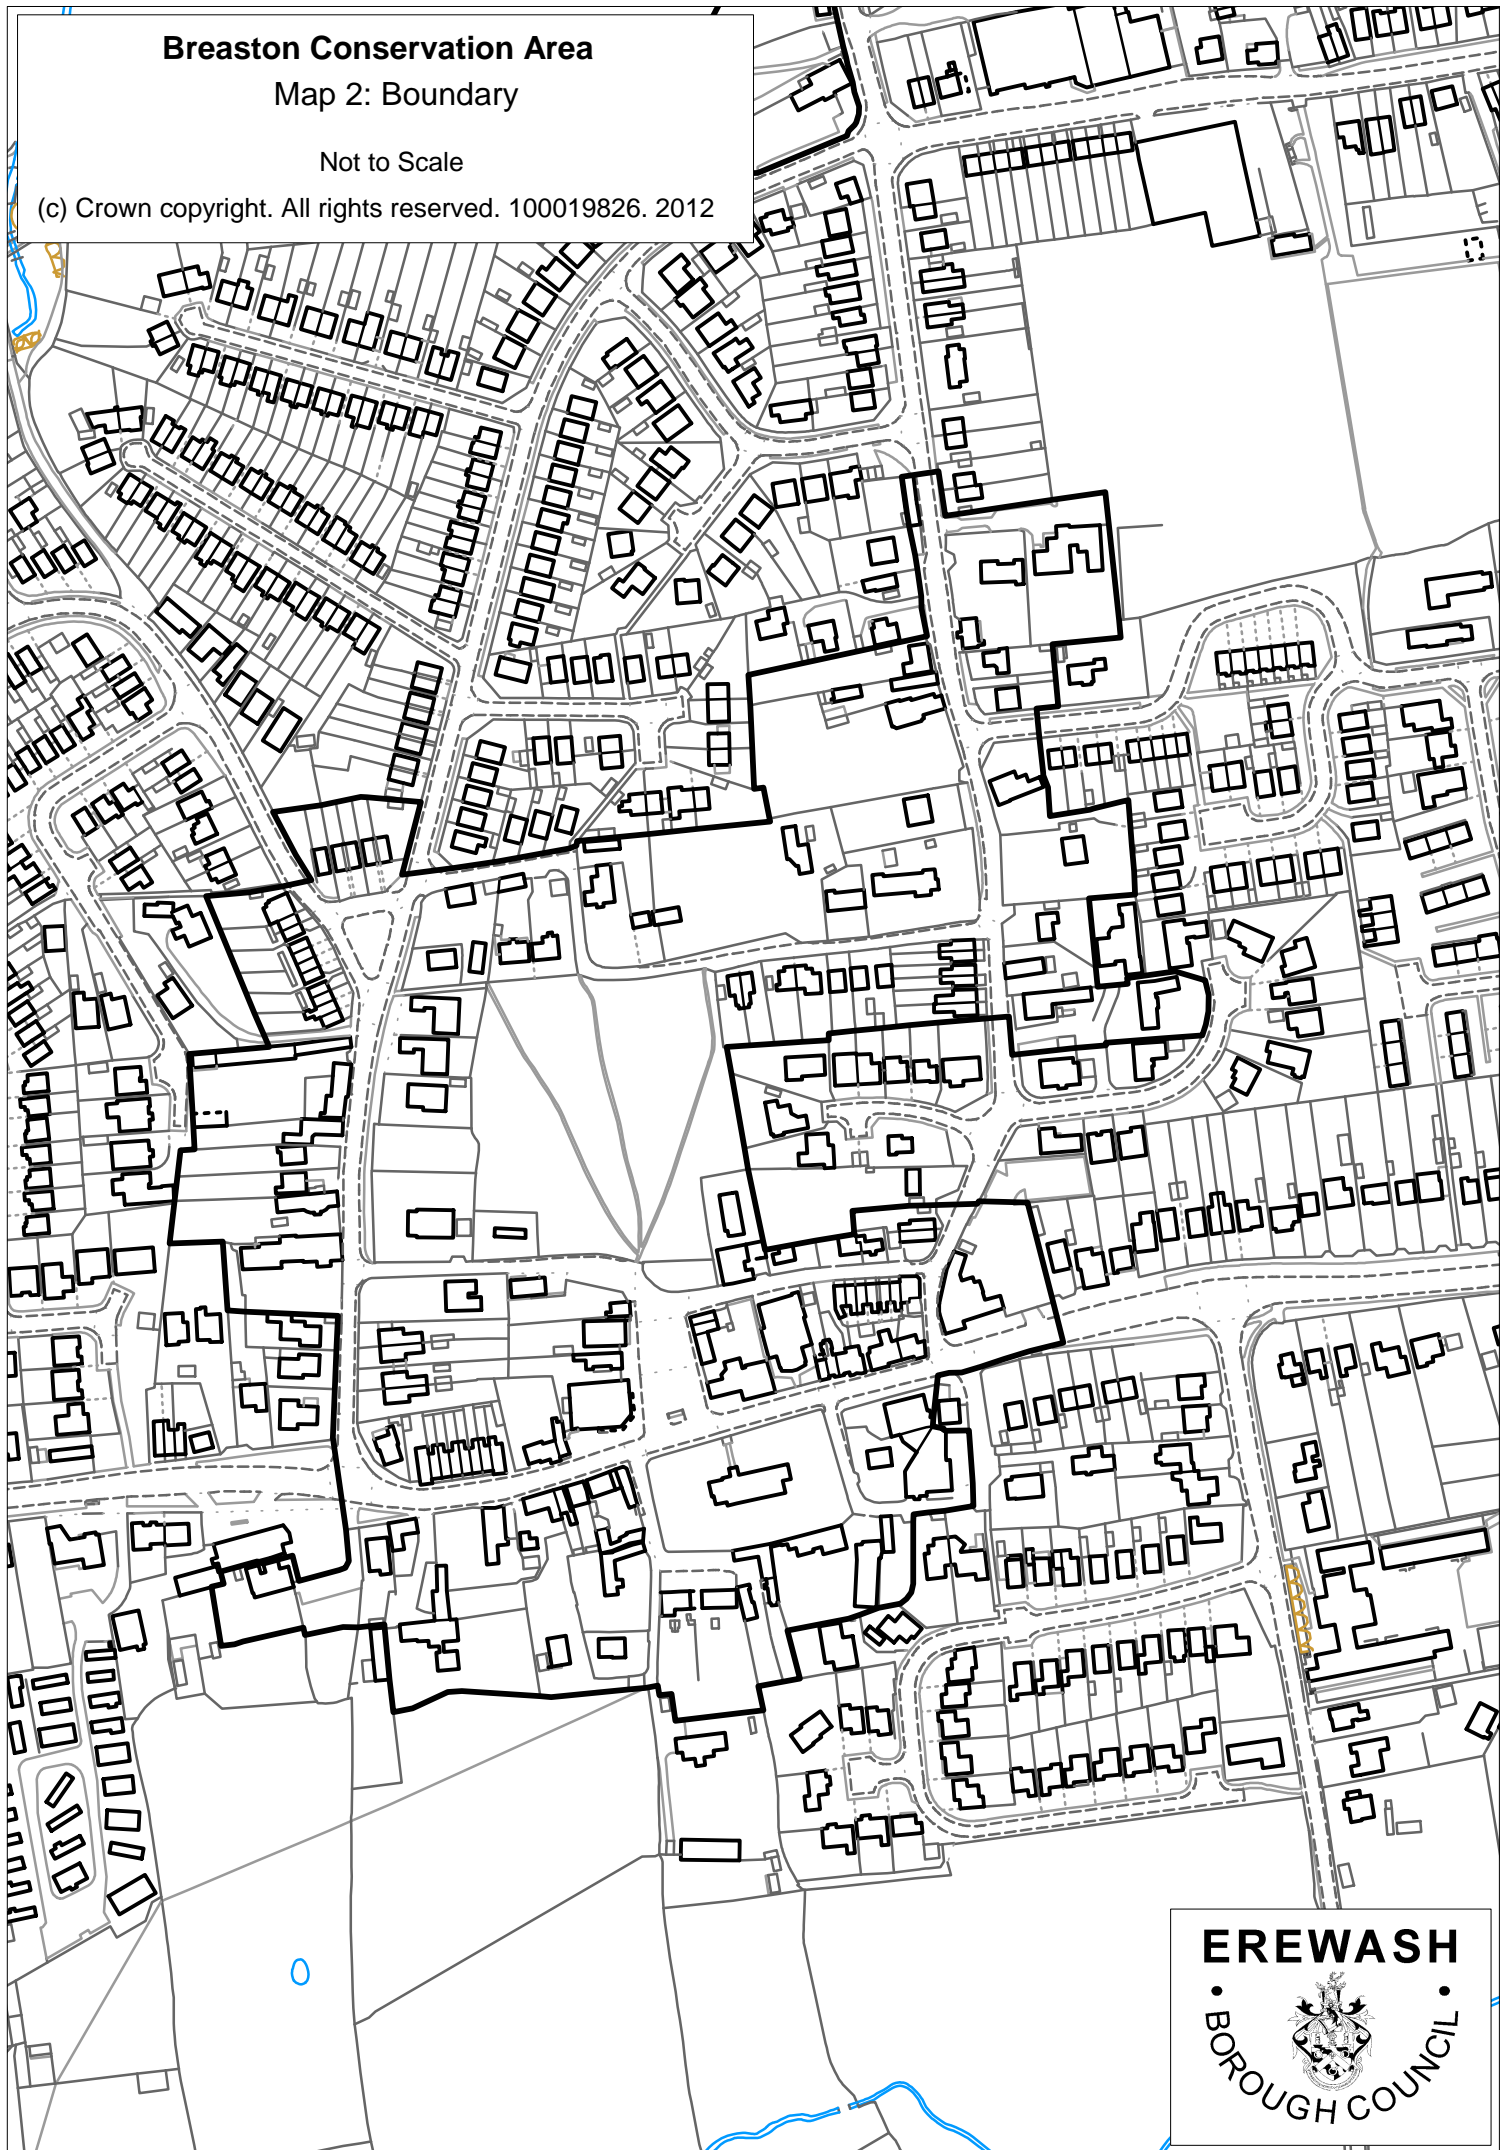 Breaston Conservation Area
Map 2: Boundary
Not to Scale
(c) Crown copyright. All rights reserved. 100019826. 2012
EREWASH
• BOROUGH COUNCIL •